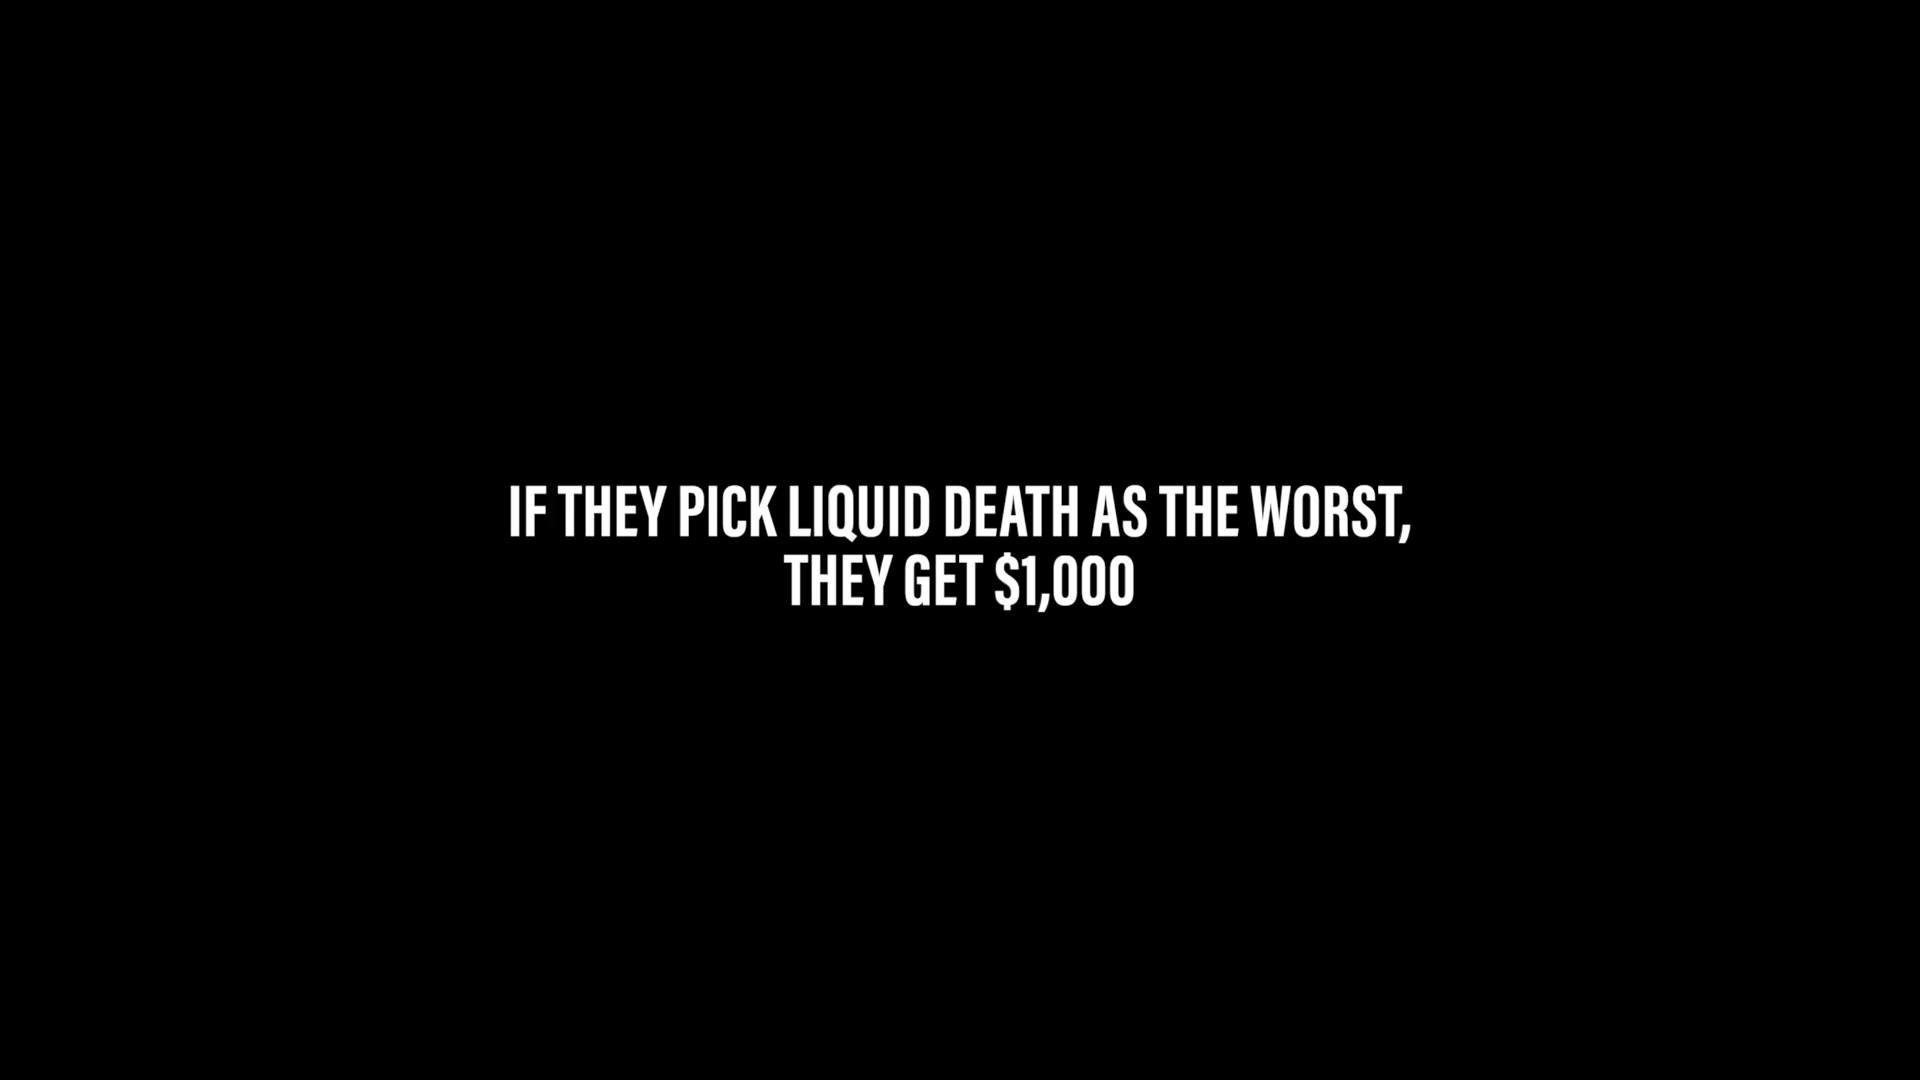 IF THEY PICK LIQUID DEATH AS THE WORST,
THEY GET $1,000